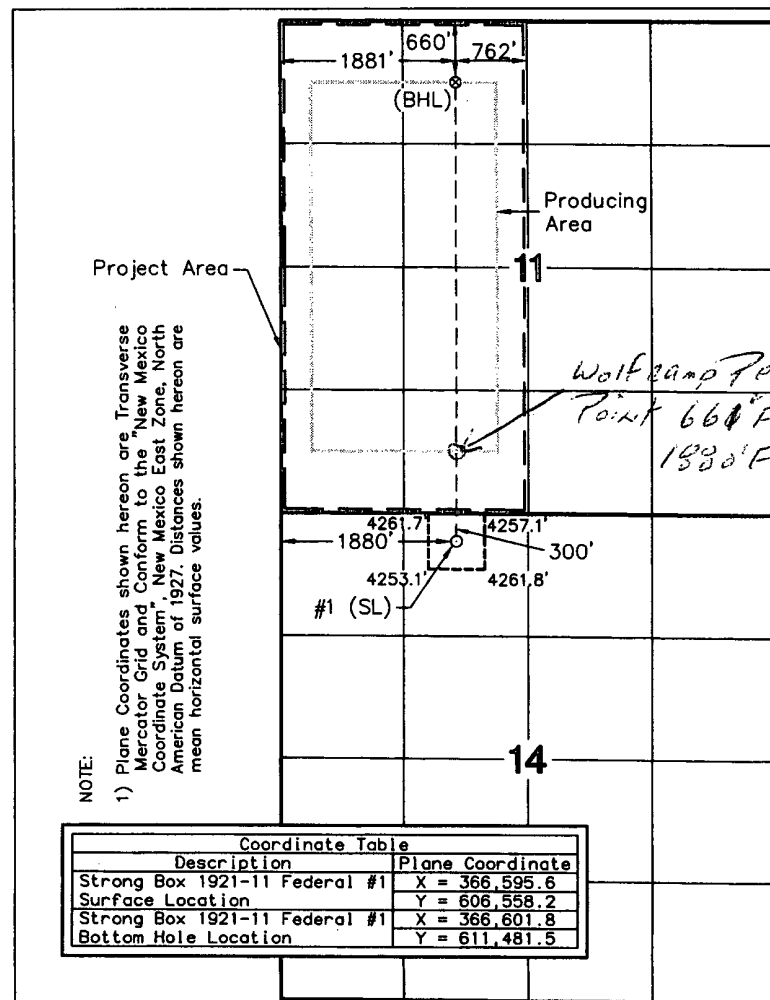 660'
1881'
762'
(BHL)
Producing
Area
11
Project Area
Point 661' F
1880' F
4261.7'
4257.1'
1880'
300'
4253.1'
4261.8'
#1 (SL)
14
NOTE:
1) Plane Coordinates shown hereon are Transverse
Mercator Grid and Conform to the "New Mexico
Coordinate System", New Mexico East Zone, North
American Datum of 1927. Distances shown hereon are
mean horizontal surface values.
Coordinate Table
Description Plane Coordinate
Strong Box 1921-11 Federal #1 X = 366,595.6
Surface Location Y = 606,558.2
Strong Box 1921-11 Federal #1 X = 366,601.8
Bottom Hole Location Y = 611,481.5